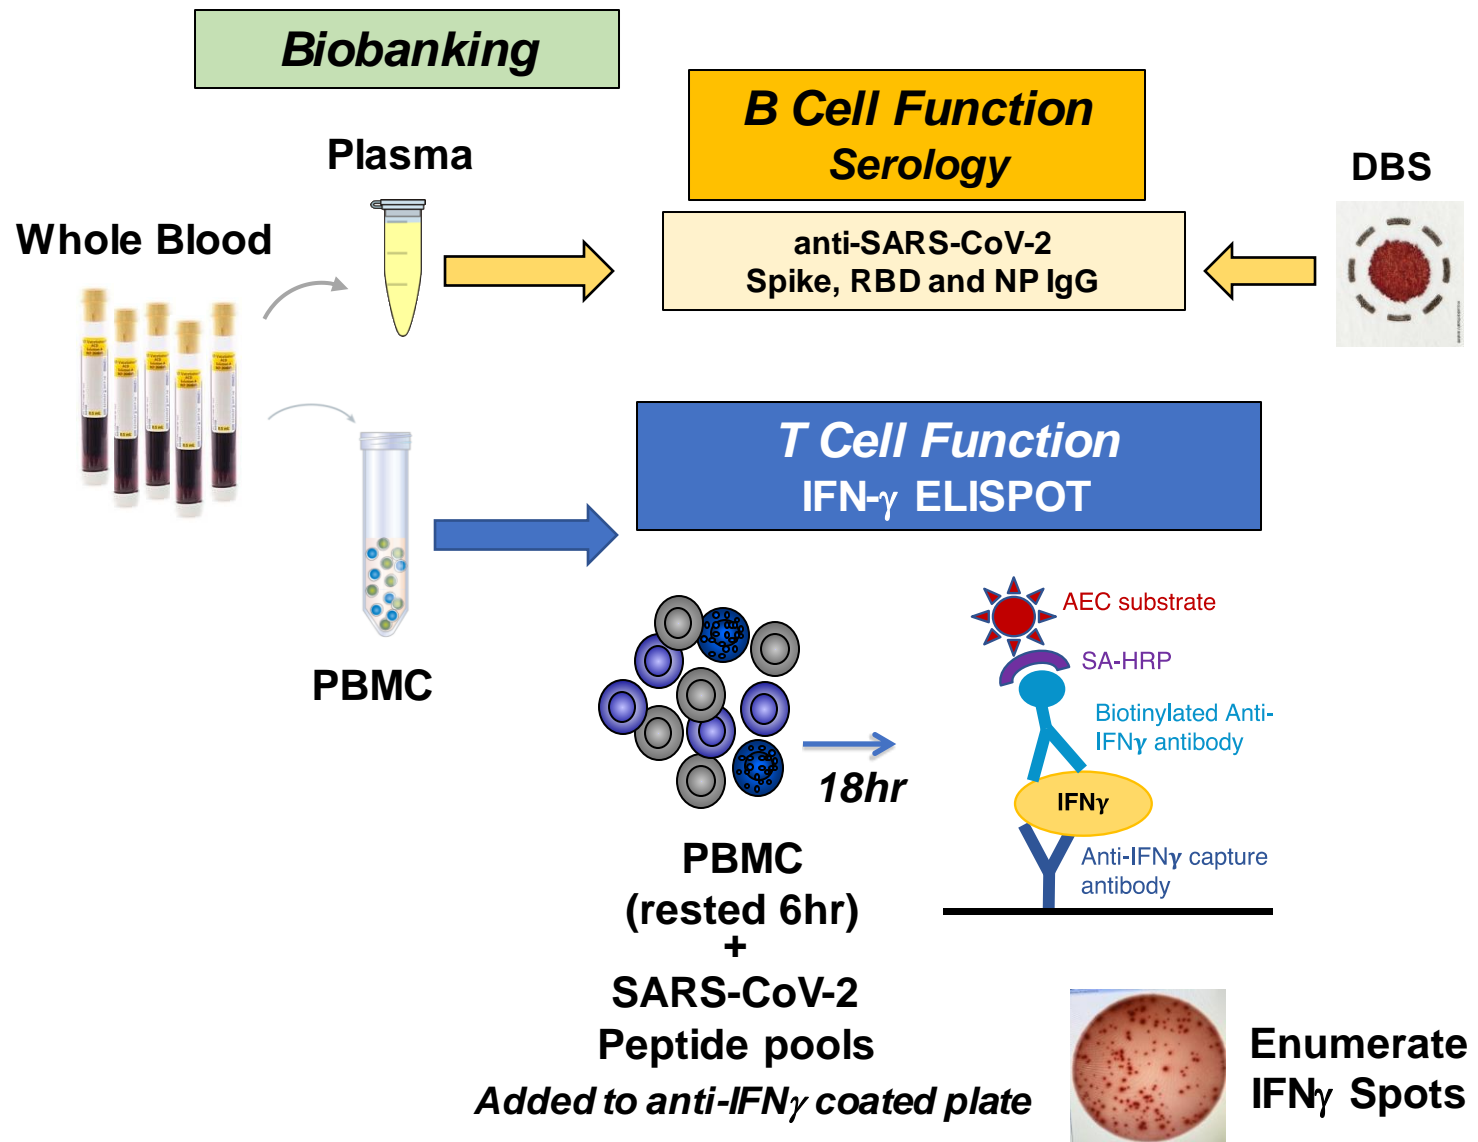 Biobanking
B Cell Function
Serology
Plasma
DBS
Whole Blood
anti-SARS-CoV-2
Spike, RBD and NP IgG
T Cell Function
IFN-γ ELISPOT
PBMC
AEC substrate
SA-HRP
Biotinylated Anti-
IFNγ antibody
18hr
IFNγ
Anti-IFNγ capture
antibody
PBMC
(rested 6hr)
+
SARS-CoV-2
Peptide pools
Added to anti-IFNγ coated plate
Enumerate
IFNγ Spots